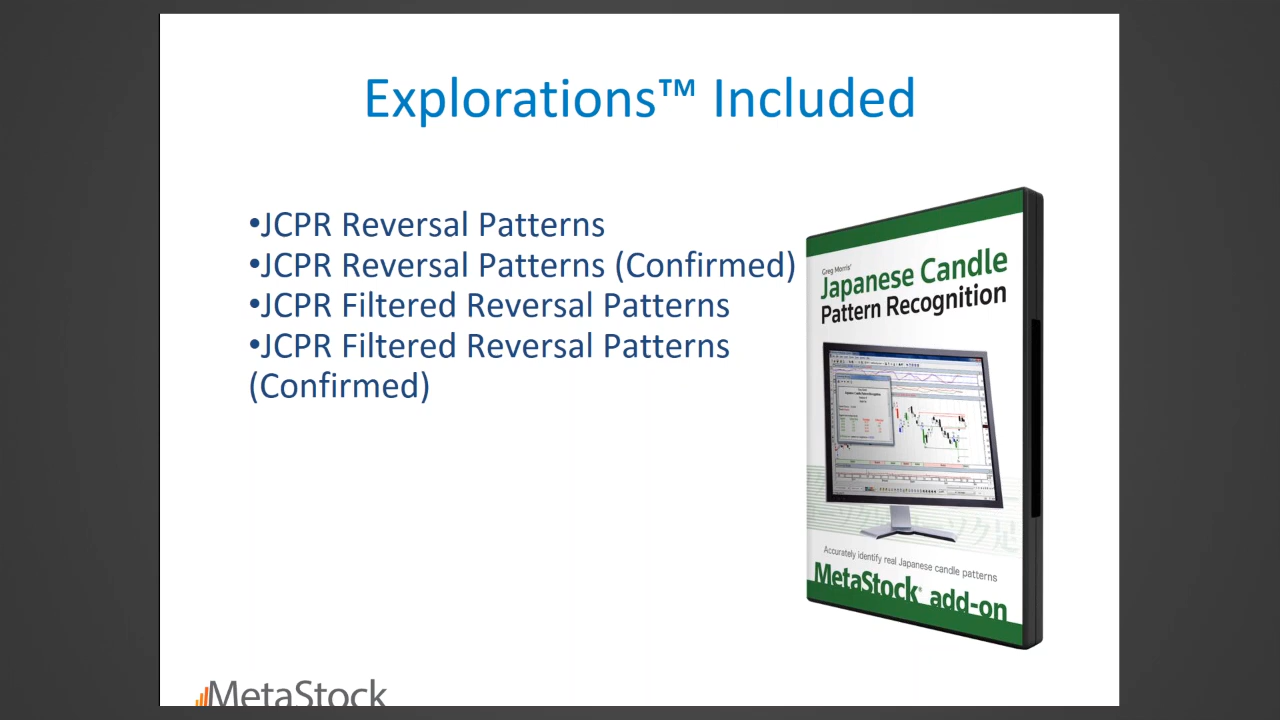 Explorations™ Included
•JCPR Reversal Patterns
•JCPR Reversal Patterns (Confirmed)
•JCPR Filtered Reversal Patterns
•JCPR Filtered Reversal Patterns
(Confirmed)
Greg Morris'
Japanese Candle
Pattern Recognition
Accurately identify real Japanese candle patterns
MetaStock® add-on
MetaStock